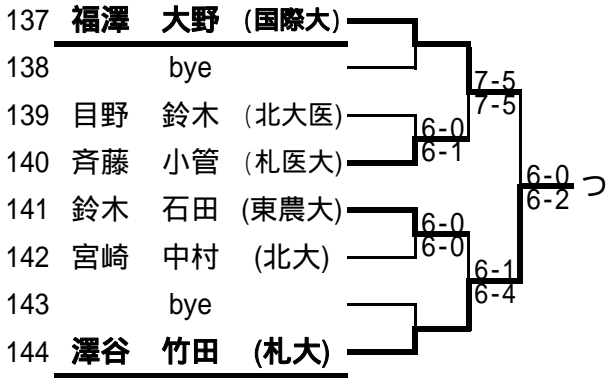 137 福澤 大野 (国際大)
138 bye
139 目野 鈴木 (北大医)
140 斉藤 小管 (札医大)
141 鈴木 石田 (東農大)
142 宮崎 中村 (北大)
143 bye
144 澤谷 竹田 (札大)
6-0
6-1
6-0
6-0
7-5
7-5
6-1
6-4
6-0
6-2
つ